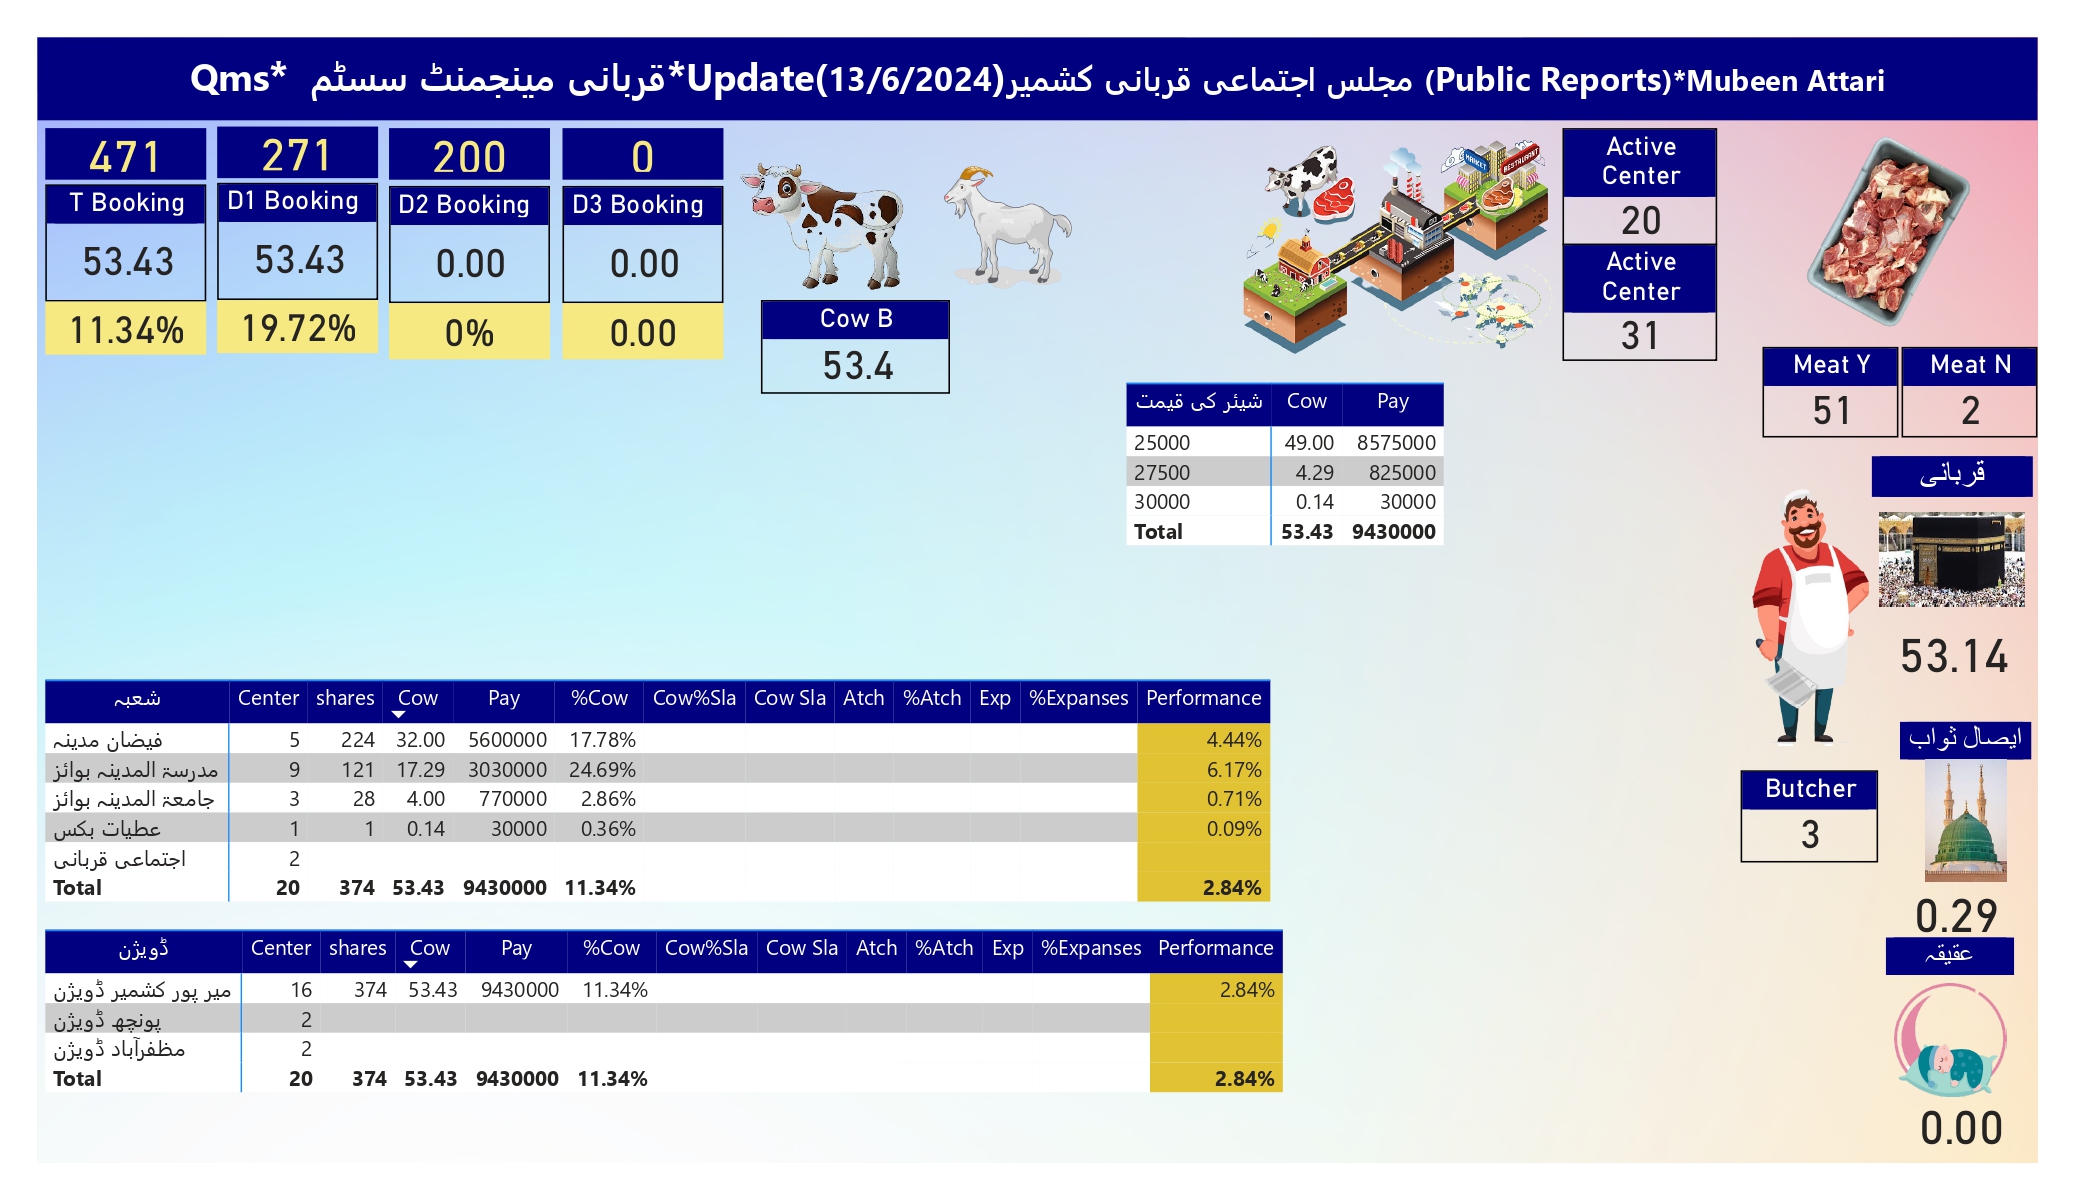 Qms* قربانی مینجمنٹ سسٹم*Update(13/6/2024)مجلس اجتماعی قربانی کشمیر (Public Reports)*Mubeen Attari
471 271 200 0
T Booking D1 Booking D2 Booking D3 Booking
53.43 53.43 0.00 0.00
11.34% 19.72% 0% 0.00
Cow B
53.4
MARKET RESTAURANT
Active
Center
20
Active
Center
31
Meat Y Meat N
51 2
شیئر کی قیمت Cow Pay
25000 49.00 8575000
27500 4.29 825000
30000 0.14 30000
Total 53.43 9430000
قربانی
53.14
ایصال ثواب
0.29
Butcher
3
عقیقہ
0.00
شعبہ Center shares Cow Pay %Cow Cow%Sla Cow Sla Atch %Atch Exp %Expanses Performance
فیضان مدینہ 5 224 32.00 5600000 17.78% 4.44%
مدرسۃ المدینہ بوائز 9 121 17.29 3030000 24.69% 6.17%
جامعۃ المدینہ بوائز 3 28 4.00 770000 2.86% 0.71%
عطیات بکس 1 1 0.14 30000 0.36% 0.09%
اجتماعی قربانی 2
Total 20 374 53.43 9430000 11.34% 2.84%
ڈویژن Center shares Cow Pay %Cow Cow%Sla Cow Sla Atch %Atch Exp %Expanses Performance
میر پور کشمیر ڈویژن 16 374 53.43 9430000 11.34% 2.84%
پونچھ ڈویژن 2
مظفرآباد ڈویژن 2
Total 20 374 53.43 9430000 11.34% 2.84%